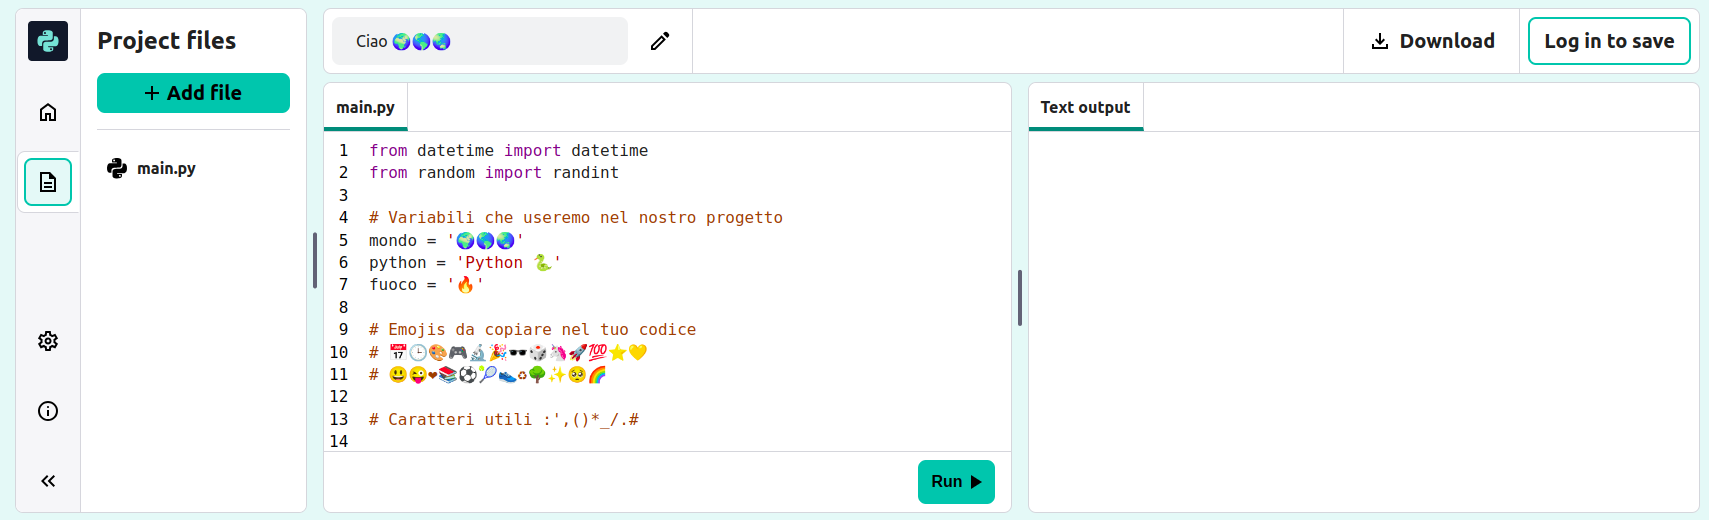 Project files
+ Add file
main.py
Ciao 🌍🌎🌏
Download
Log in to save
main.py
1 from datetime import datetime
2 from random import randint
3
4 # Variabili che useremo nel nostro progetto
5 mondo = '🌍🌎🌏'
6 python = 'Python 🐍'
7 fuoco = '🔥'
8
9 # Emojis da copiare nel tuo codice
10 # 📅🕒🎨🎮🔬🎉🕶️🎲🦄🚀💯⭐💛
11 # 😃😜❤📚⚽🎾👟♻🌳✨🥺🌈
12
13 # Caratteri utili :',()*_/.#
14
Run
Text output